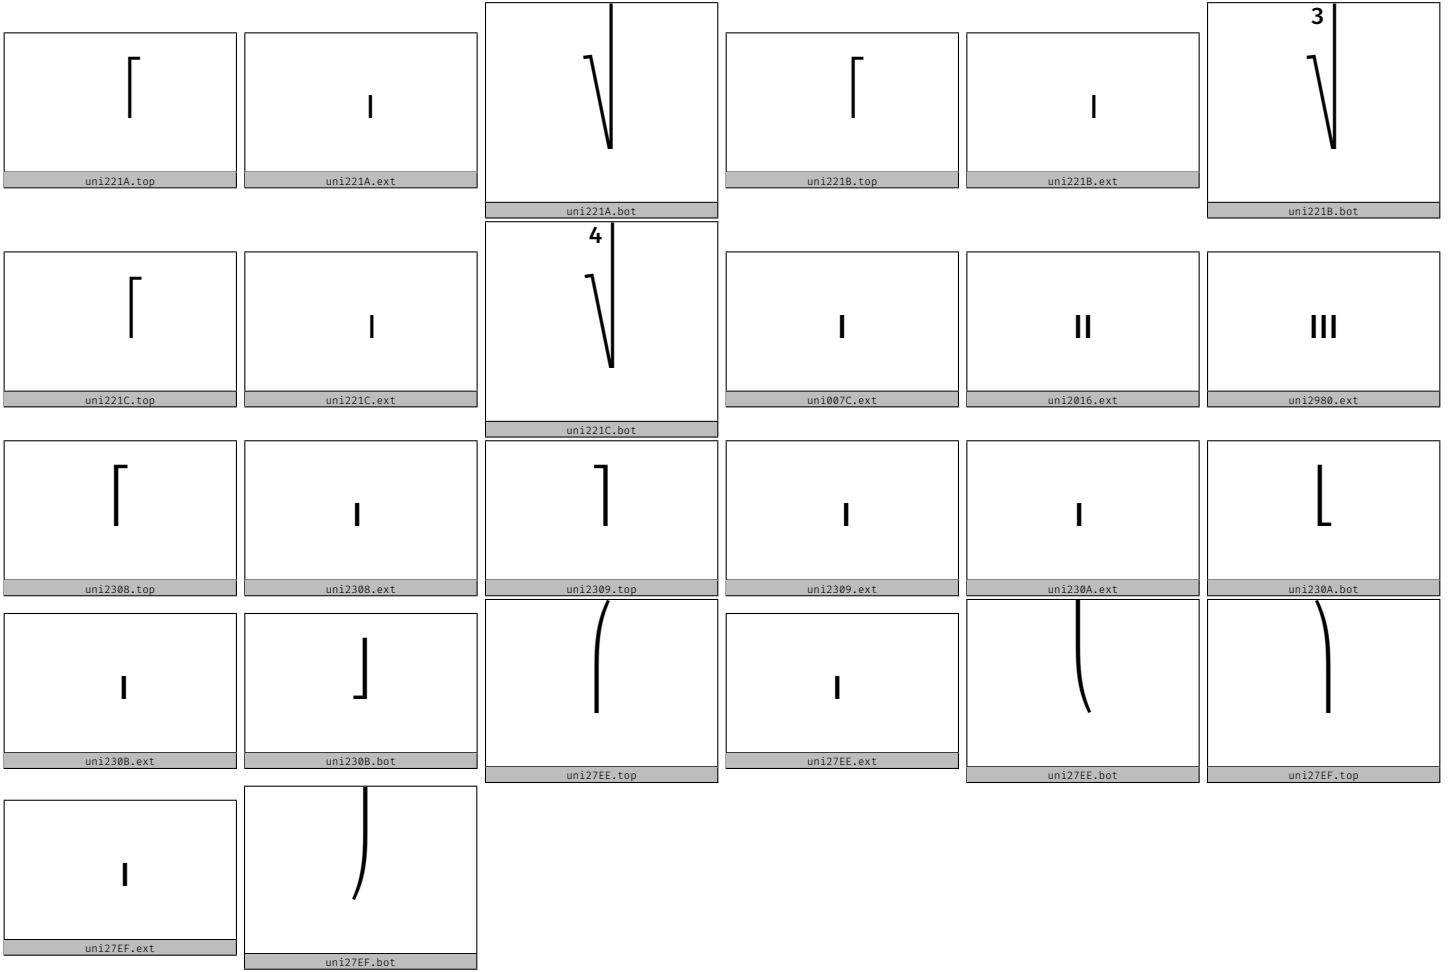 3
uni221A.top uni221A.ext uni221A.bot uni221B.top uni221B.ext uni221B.bot
4
uni221C.top uni221C.ext uni221C.bot uni007C.ext uni2016.ext uni2980.ext
uni2308.top uni2308.ext uni2309.top uni2309.ext uni230A.ext uni230A.bot
uni230B.ext uni230B.bot uni27EE.top uni27EE.ext uni27EE.bot uni27EF.top
uni27EF.ext uni27EF.bot